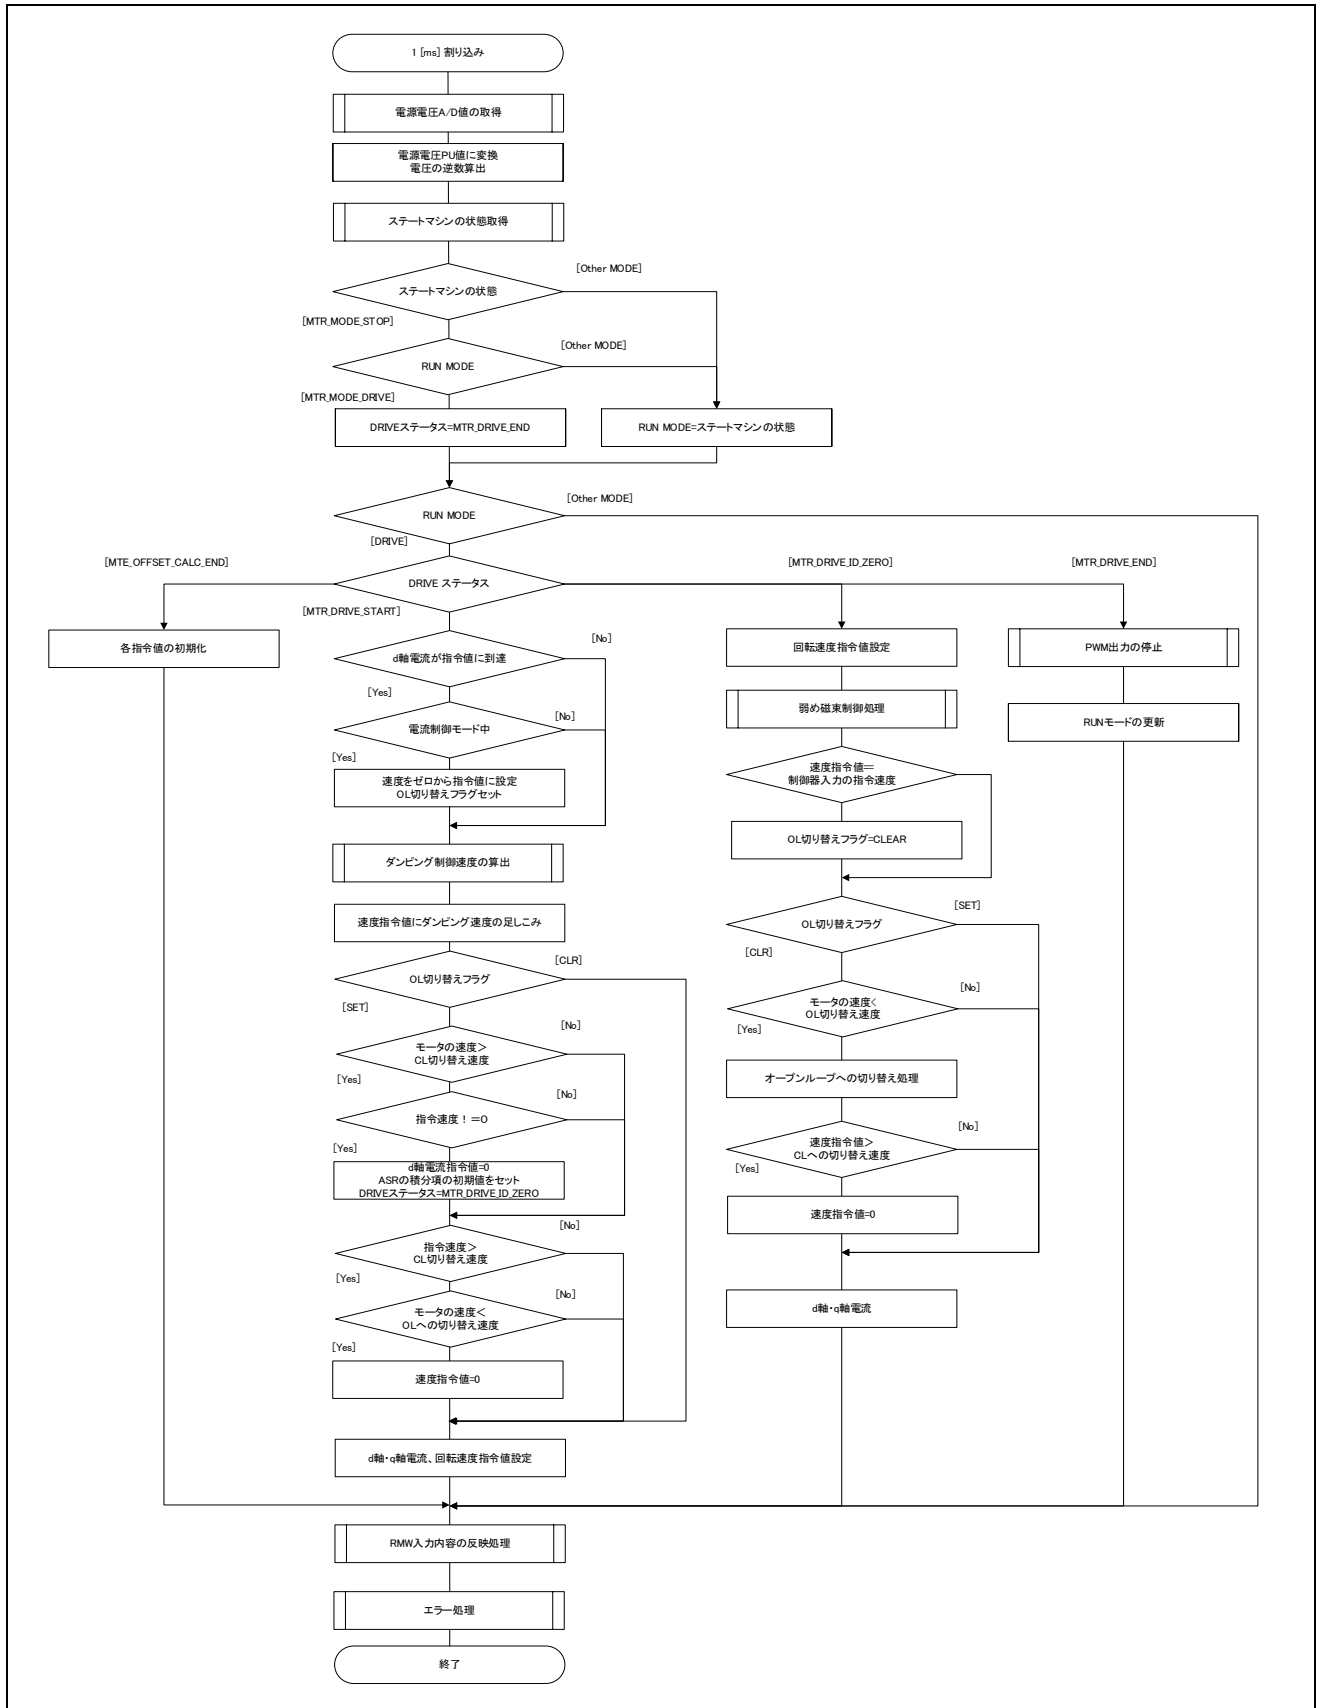 1 [ms] 割り込み
電源電圧A/D値の取得
電源電圧PU値に変換
電圧の逆数算出
ステートマシンの状態取得
[Other MODE]
ステートマシンの状態
[MTR_MODE_STOP]
[Other MODE]
RUN MODE
[MTR_MODE_DRIVE]
DRIVEステータス=MTR_DRIVE_END
RUN MODE=ステートマシンの状態
[Other MODE]
RUN MODE
[DRIVE]
[MTE_OFFSET_CALC_END]
[MTR_DRIVE_ID_ZERO]
[MTR_DRIVE_END]
DRIVE ステータス
[MTR_DRIVE_START]
各指令値の初期化
[No]
d軸電流が指令値に到達
[Yes]
[No]
電流制御モード中
[Yes]
速度をゼロから指令値に設定
OL切り替えフラグセット
ダンピング制御速度の算出
速度指令値にダンピング速度の足しこみ
[CLR]
OL切り替えフラグ
[SET]
[No]
モータの速度>
CL切り替え速度
[Yes]
[No]
指令速度!=0
[Yes]
d軸電流指令値=0
ASRの積分項の初期値をセット
DRIVEステータス=MTR_DRIVE_ID_ZERO
[No]
指令速度>
CL切り替え速度
[Yes]
[No]
モータの速度<
OLへの切り替え速度
[Yes]
速度指令値=0
d軸・q軸電流、回転速度指令値設定
回転速度指令値設定
弱め磁束制御処理
速度指令値==
制御器入力の指令速度
OL切り替えフラグ=CLEAR
[SET]
OL切り替えフラグ
[CLR]
[No]
モータの速度<
OL切り替え速度
[Yes]
オープンループへの切り替え処理
[No]
速度指令値>
CLへの切り替え速度
[Yes]
速度指令値=0
d軸・q軸電流
PWM出力の停止
RUNモードの更新
RMW入力内容の反映処理
エラー処理
終了